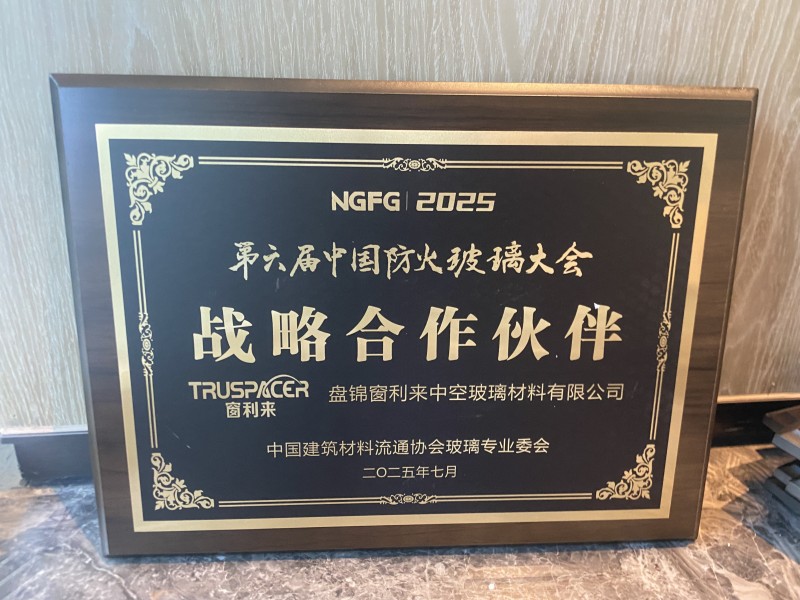 NGFG | 2025
第六届中国防火玻璃大会
战略合作伙伴
TRUSPACER 盘锦窗利来中空玻璃材料有限公司
窗利来
中国建筑材料流通协会玻璃专业委会
二〇二五年七月